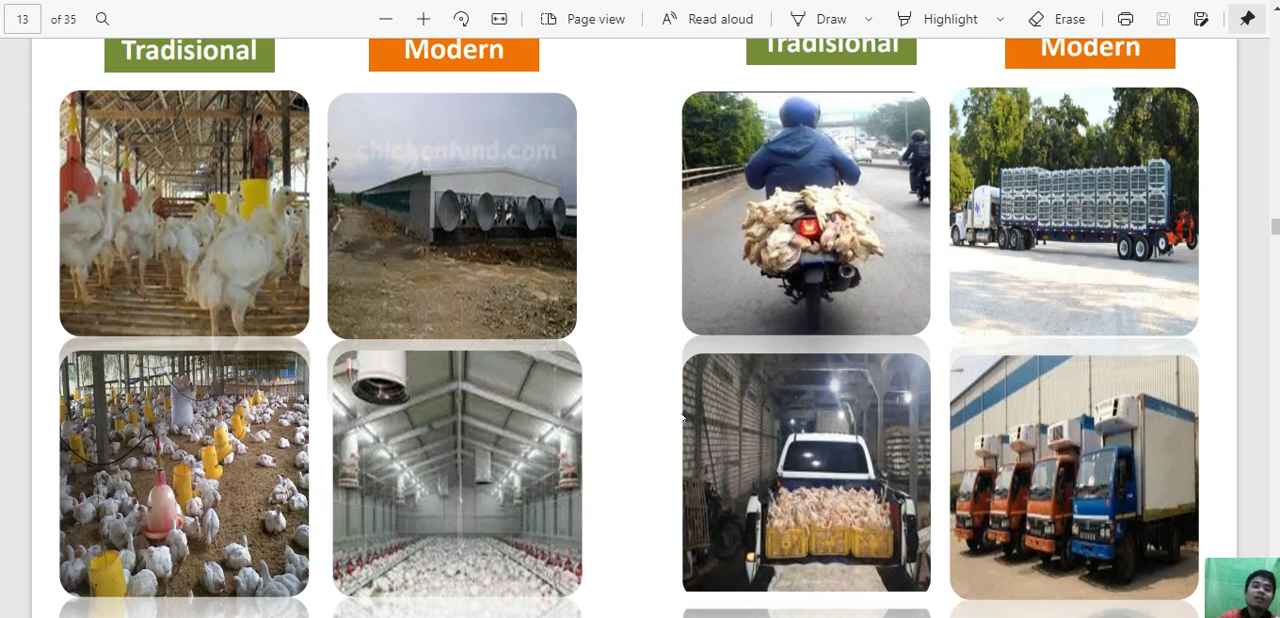 13 of 35 Page view Read aloud Draw Highlight Erase
Tradisional Modern Tradisional Modern
chickenfund.com